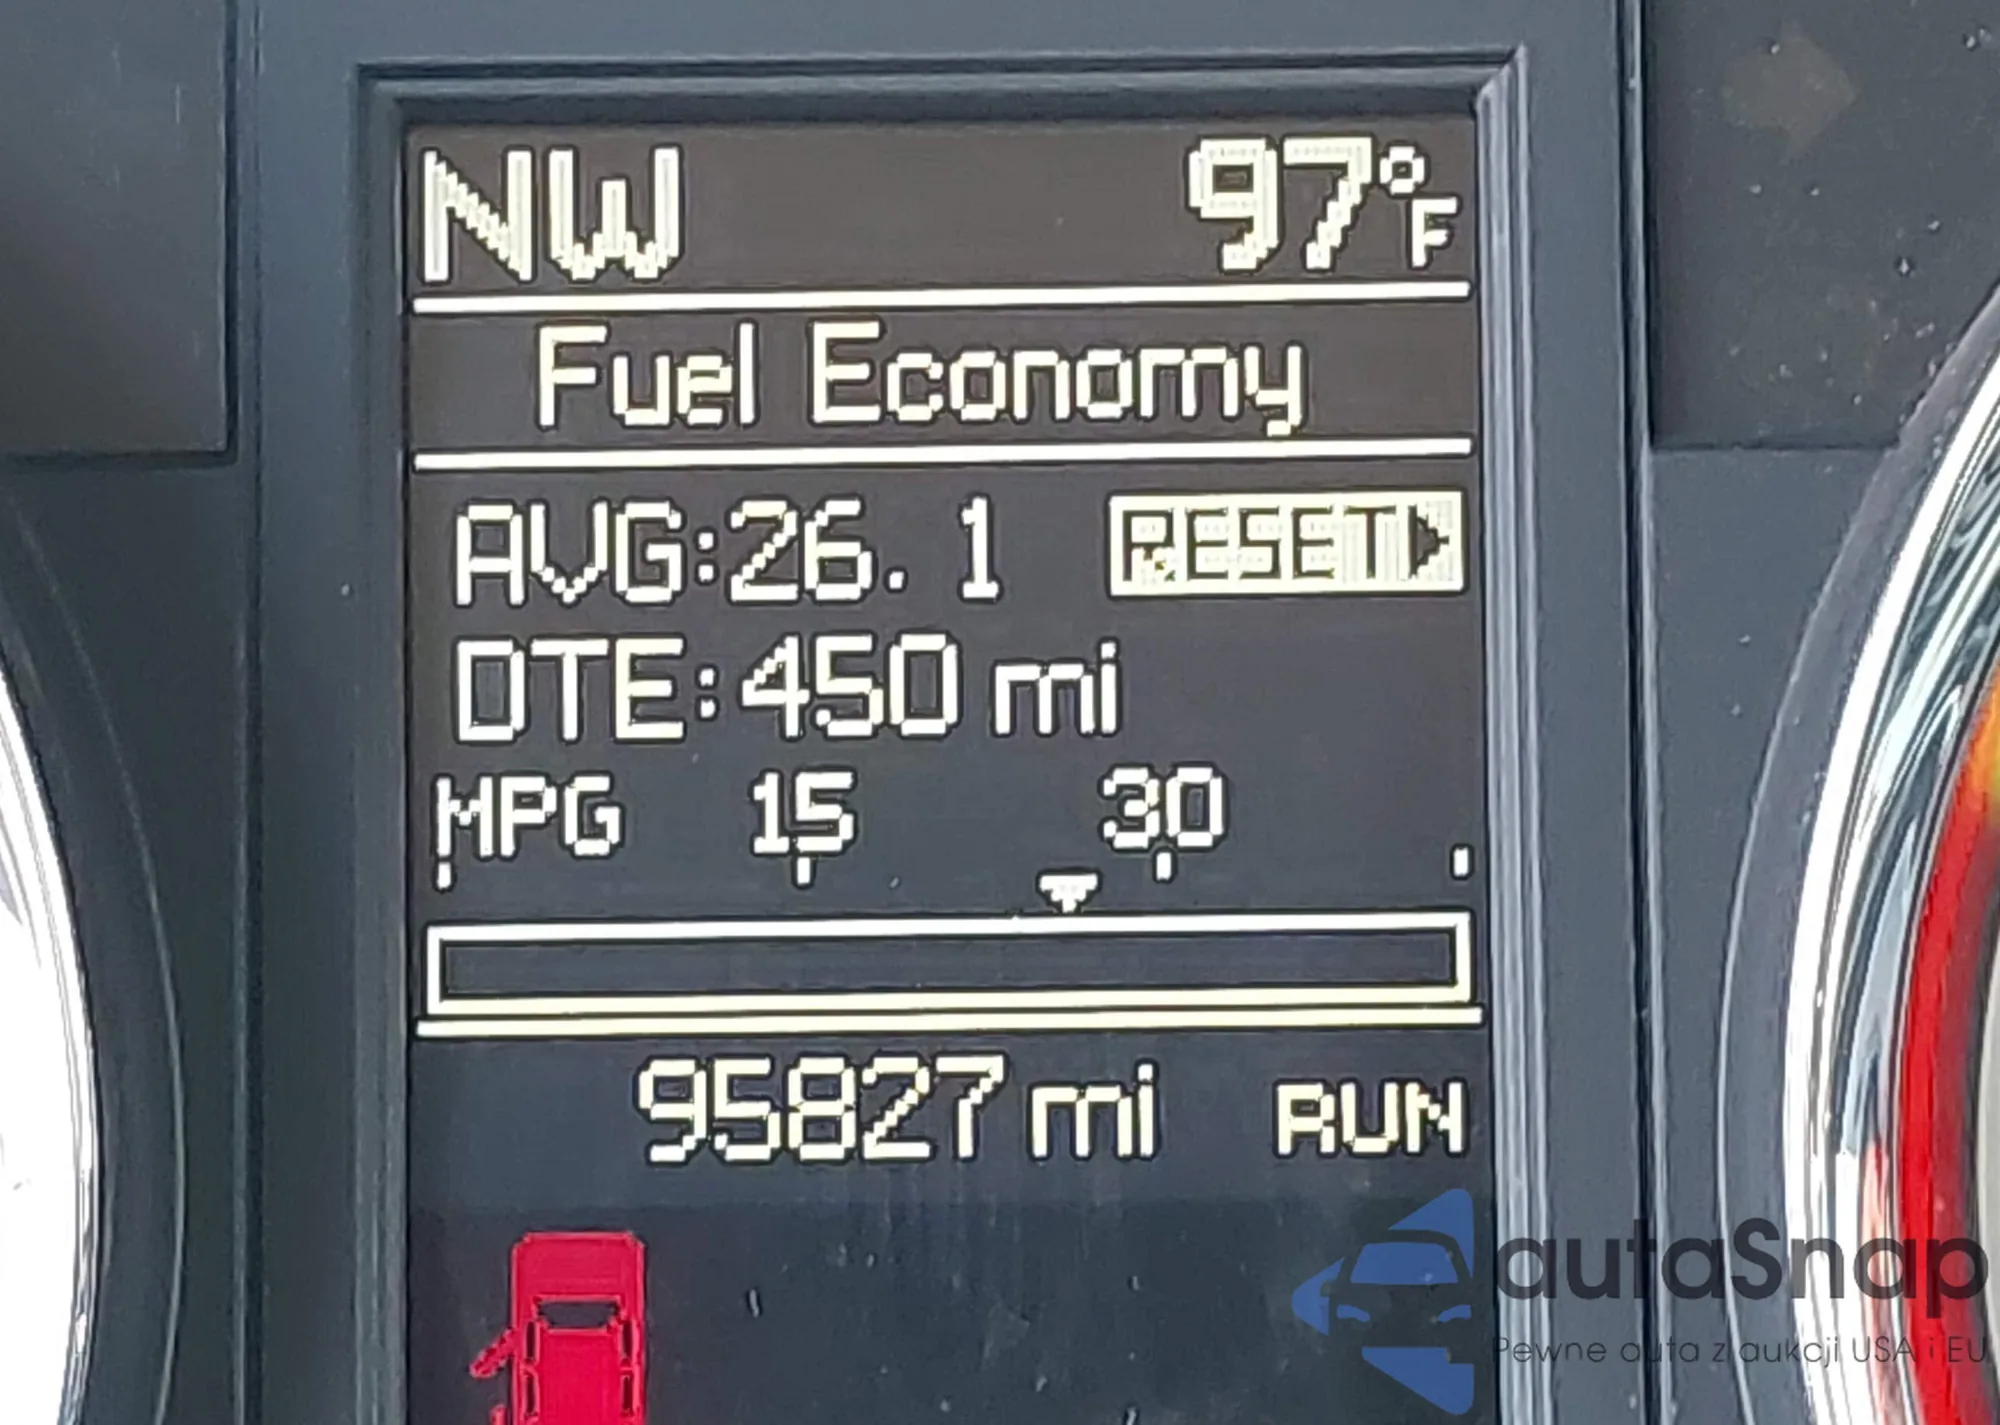 NW 97°F
Fuel Economy
AVG:26.1 RESET
DTE:450 mi
MPG 15 30
95827 mi RUN
autaSnap
Pewne auta z aukcji USA i EU